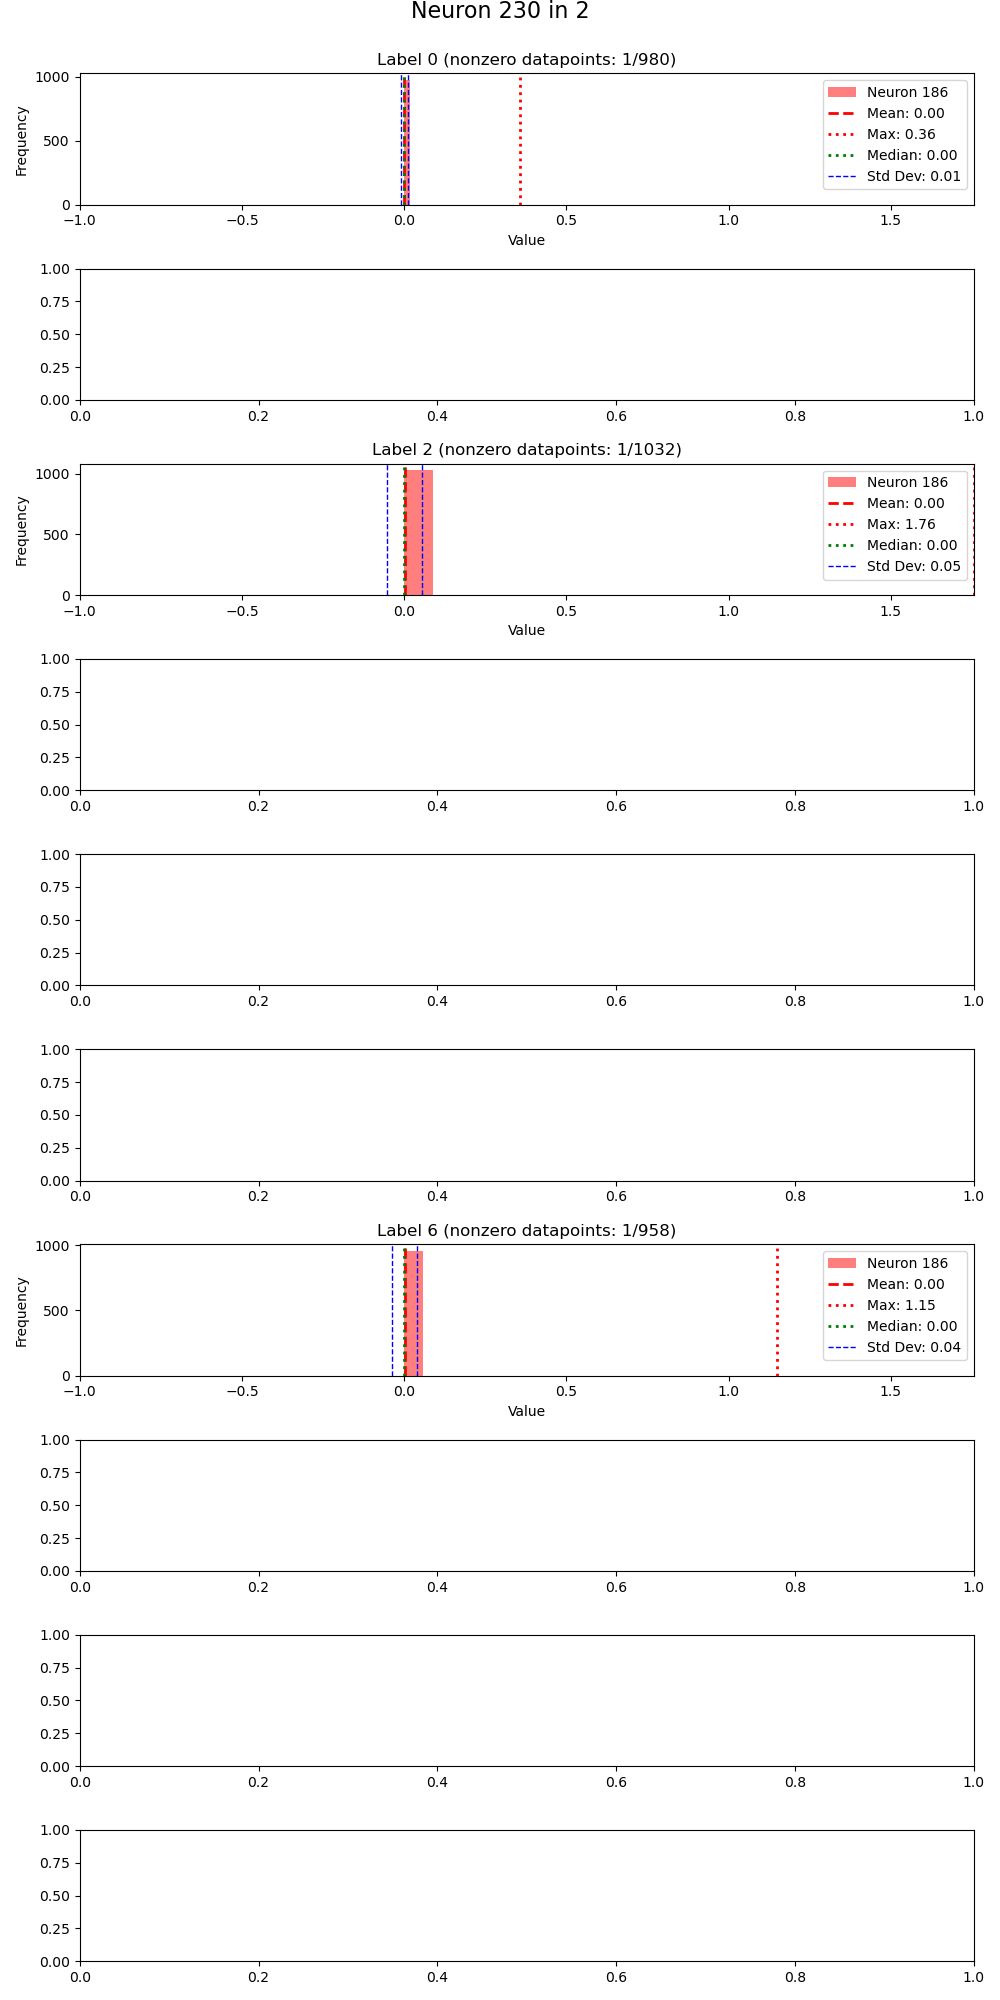 Neuron 230 in 2
Label 0 (nonzero datapoints: 1/980)
1000
500
0
Frequency
Neuron 186
Mean: 0.00
Max: 0.36
Median: 0.00
Std Dev: 0.01
−1.0 −0.5 0.0 0.5 1.0 1.5
Value
1.00
0.75
0.50
0.25
0.00
0.0 0.2 0.4 0.6 0.8 1.0
Label 2 (nonzero datapoints: 1/1032)
1000
500
0
Frequency
Neuron 186
Mean: 0.00
Max: 1.76
Median: 0.00
Std Dev: 0.05
−1.0 −0.5 0.0 0.5 1.0 1.5
Value
1.00
0.75
0.50
0.25
0.00
0.0 0.2 0.4 0.6 0.8 1.0
1.00
0.75
0.50
0.25
0.00
0.0 0.2 0.4 0.6 0.8 1.0
1.00
0.75
0.50
0.25
0.00
0.0 0.2 0.4 0.6 0.8 1.0
Label 6 (nonzero datapoints: 1/958)
1000
500
0
Frequency
Neuron 186
Mean: 0.00
Max: 1.15
Median: 0.00
Std Dev: 0.04
−1.0 −0.5 0.0 0.5 1.0 1.5
Value
1.00
0.75
0.50
0.25
0.00
0.0 0.2 0.4 0.6 0.8 1.0
1.00
0.75
0.50
0.25
0.00
0.0 0.2 0.4 0.6 0.8 1.0
1.00
0.75
0.50
0.25
0.00
0.0 0.2 0.4 0.6 0.8 1.0